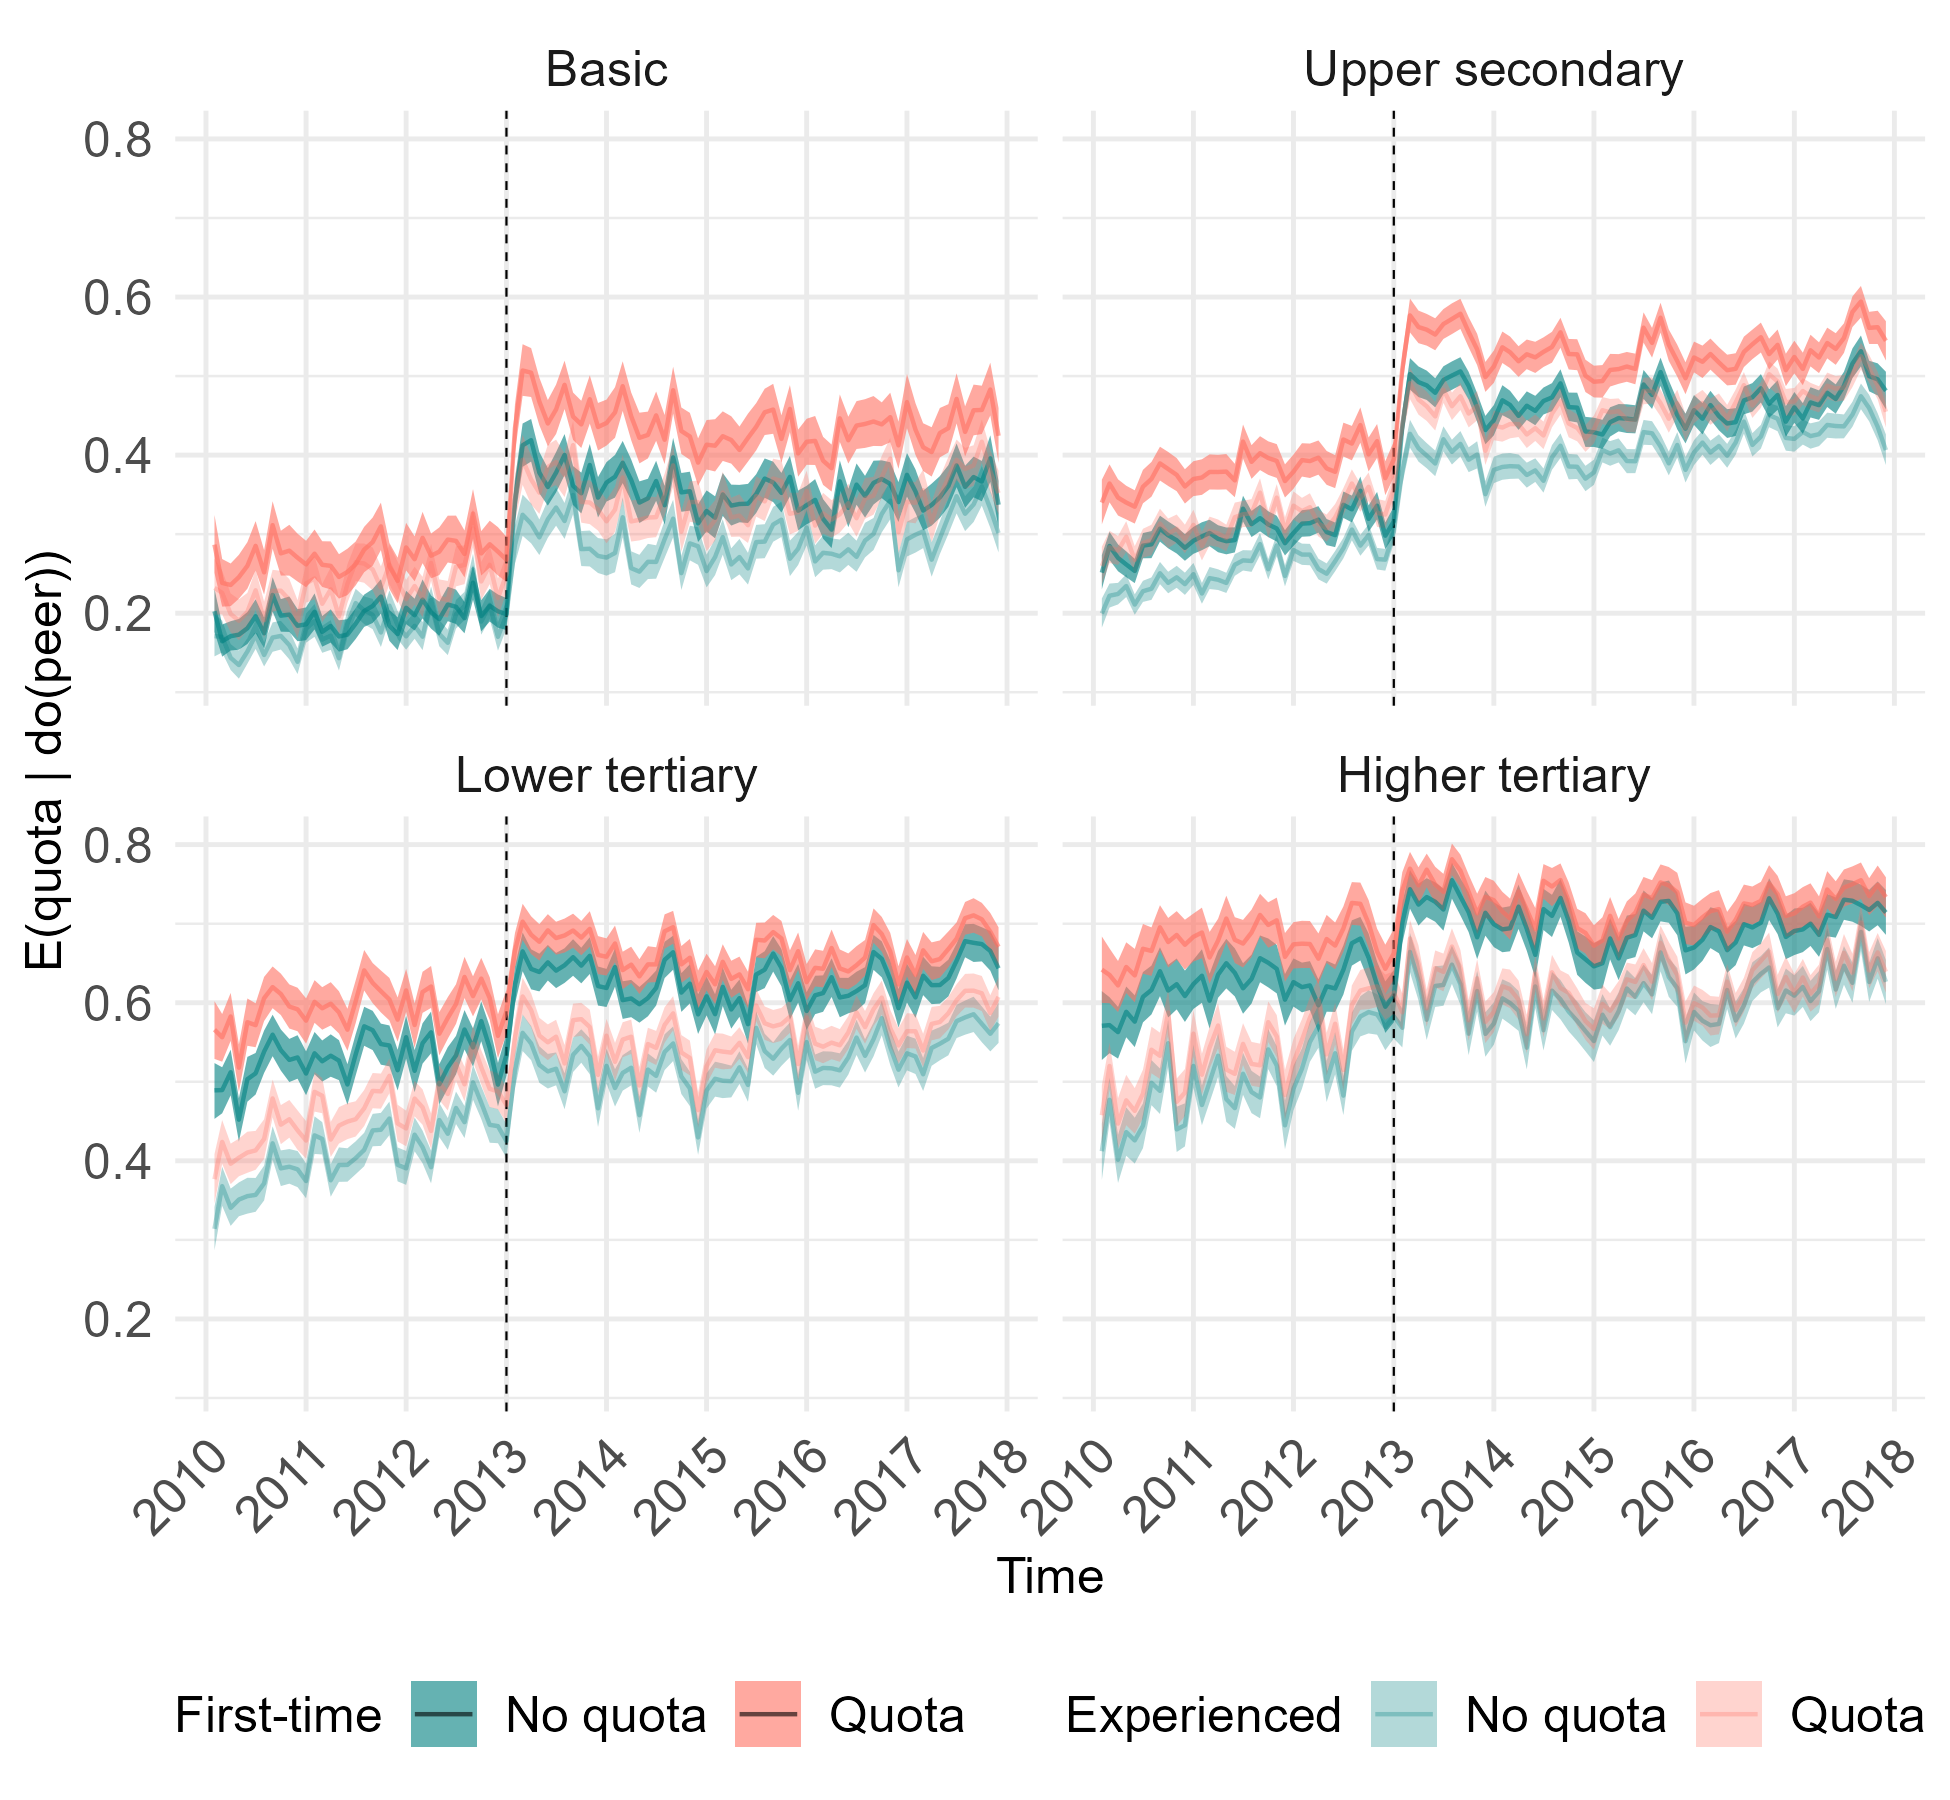 Basic
Upper secondary
0.8
0.6
0.4
0.2
Lower tertiary
Higher tertiary
0.8
0.6
0.4
0.2
E(quota | do(peer))
2010 2011 2012 2013 2014 2015 2016 2017 2018
2010 2011 2012 2013 2014 2015 2016 2017 2018
Time
First-time No quota Quota
Experienced No quota Quota